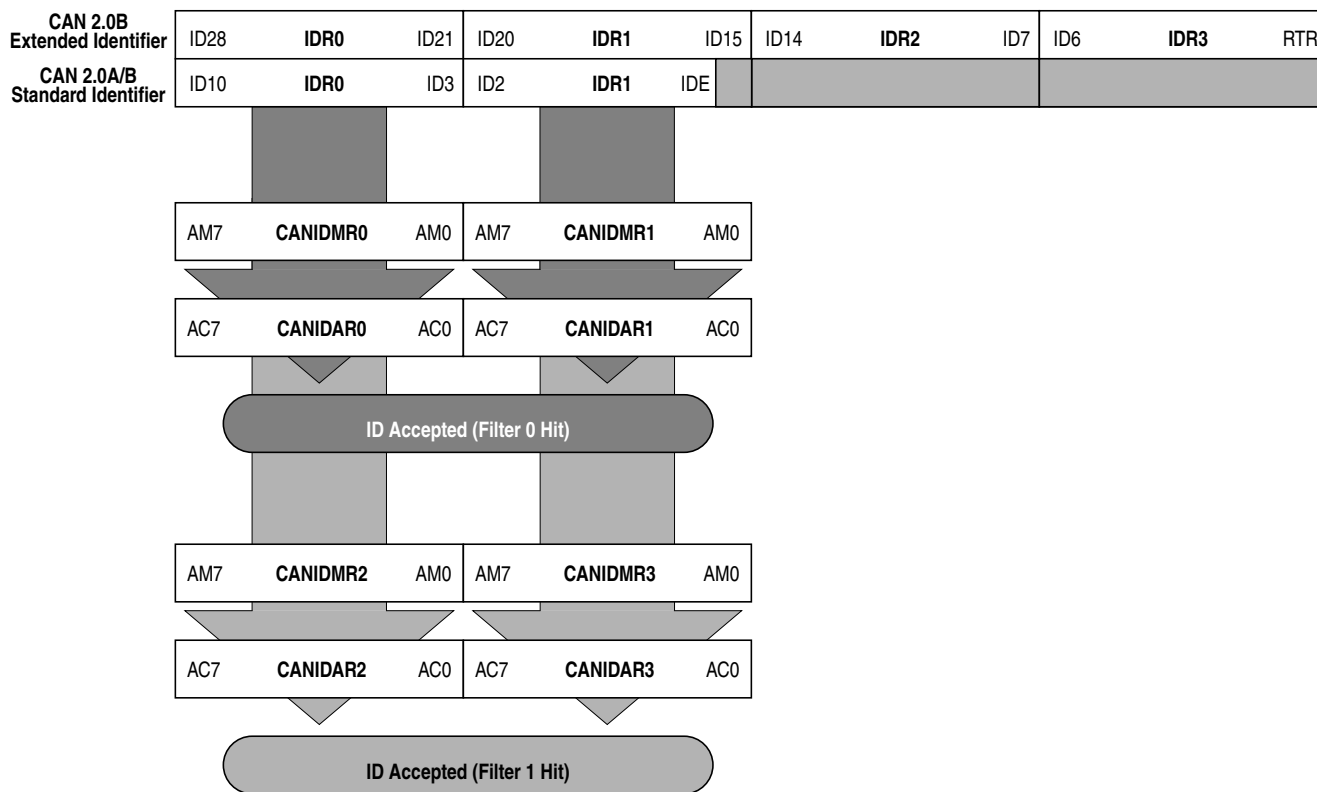 CAN 2.0B
Extended Identifier
ID28 IDR0 ID21 ID20 IDR1 ID15 ID14 IDR2 ID7 ID6 IDR3 RTR
CAN 2.0A/B
Standard Identifier
ID10 IDR0 ID3 ID2 IDR1 IDE
AM7 CANIDMR0 AM0 AM7 CANIDMR1 AM0
AC7 CANIDAR0 AC0 AC7 CANIDAR1 AC0
ID Accepted (Filter 0 Hit)
AM7 CANIDMR2 AM0 AM7 CANIDMR3 AM0
AC7 CANIDAR2 AC0 AC7 CANIDAR3 AC0
ID Accepted (Filter 1 Hit)